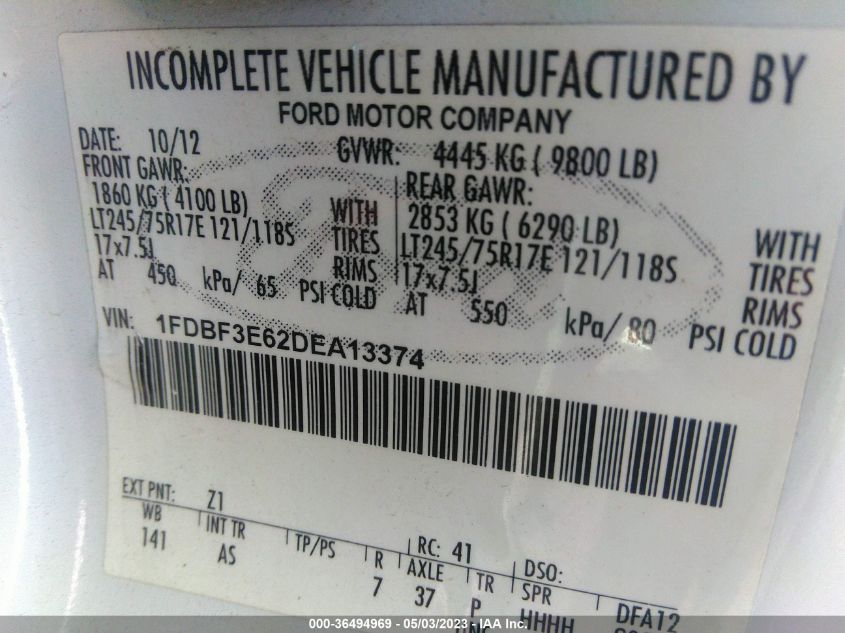 INCOMPLETE VEHICLE MANUFACTURED BY
FORD MOTOR COMPANY
DATE: 10/12 GVWR: 4445 KG ( 9800 LB)
FRONT GAWR: REAR GAWR:
1860 KG ( 4100 LB) WITH 2853 KG ( 6290 LB) WITH
LT245/75R17E 121/118S TIRES LT245/75R17E 121/118S TIRES
17x7.5J RIMS 17x7.5J RIMS
AT 450 kPa/ 65 PSI COLD AT 550 kPa/ 80 PSI COLD
VIN: 1FDBF3E62DEA13374
EXT PNT: Z1 RC: 41 DSO:
WB INT TR TP/PS R AXLE TR SPR DFA12
141 AS 7 37 P HHHH
000-36494969 - 05/03/2023 - IAA Inc.